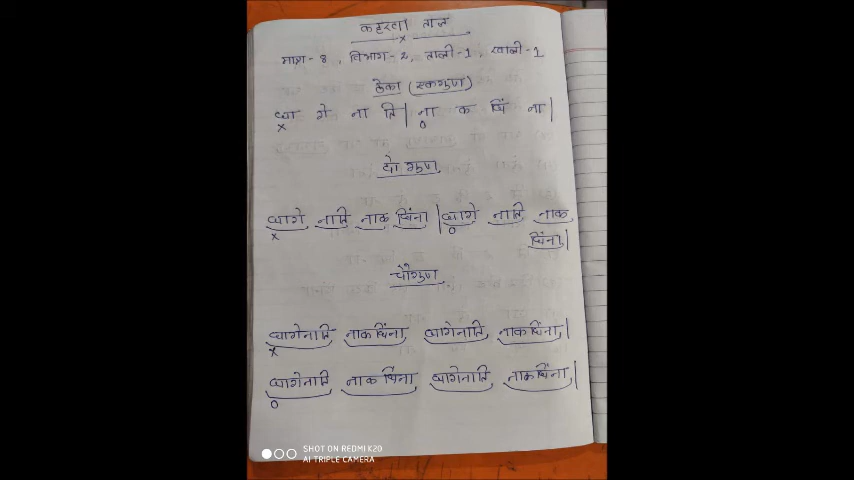 कहरवा ताल
x
मात्रा - 8 , विभाग - 2, ताली - 1 , खाली - 1
ठेका (एकगुण)
धा गे ना ति | ना क धिं ना |
x 0
दो गुण
धागे नाति नाक धिंना | धागे नाति नाक
x 0
धिंना |
चौगुण
धागेनाति नाकधिंना धागेनाति नाकधिंना |
x
धागेनाति नाकधिंना धागेनाति नाकधिंना |
0
SHOT ON REDMI K20
AI TRIPLE CAMERA